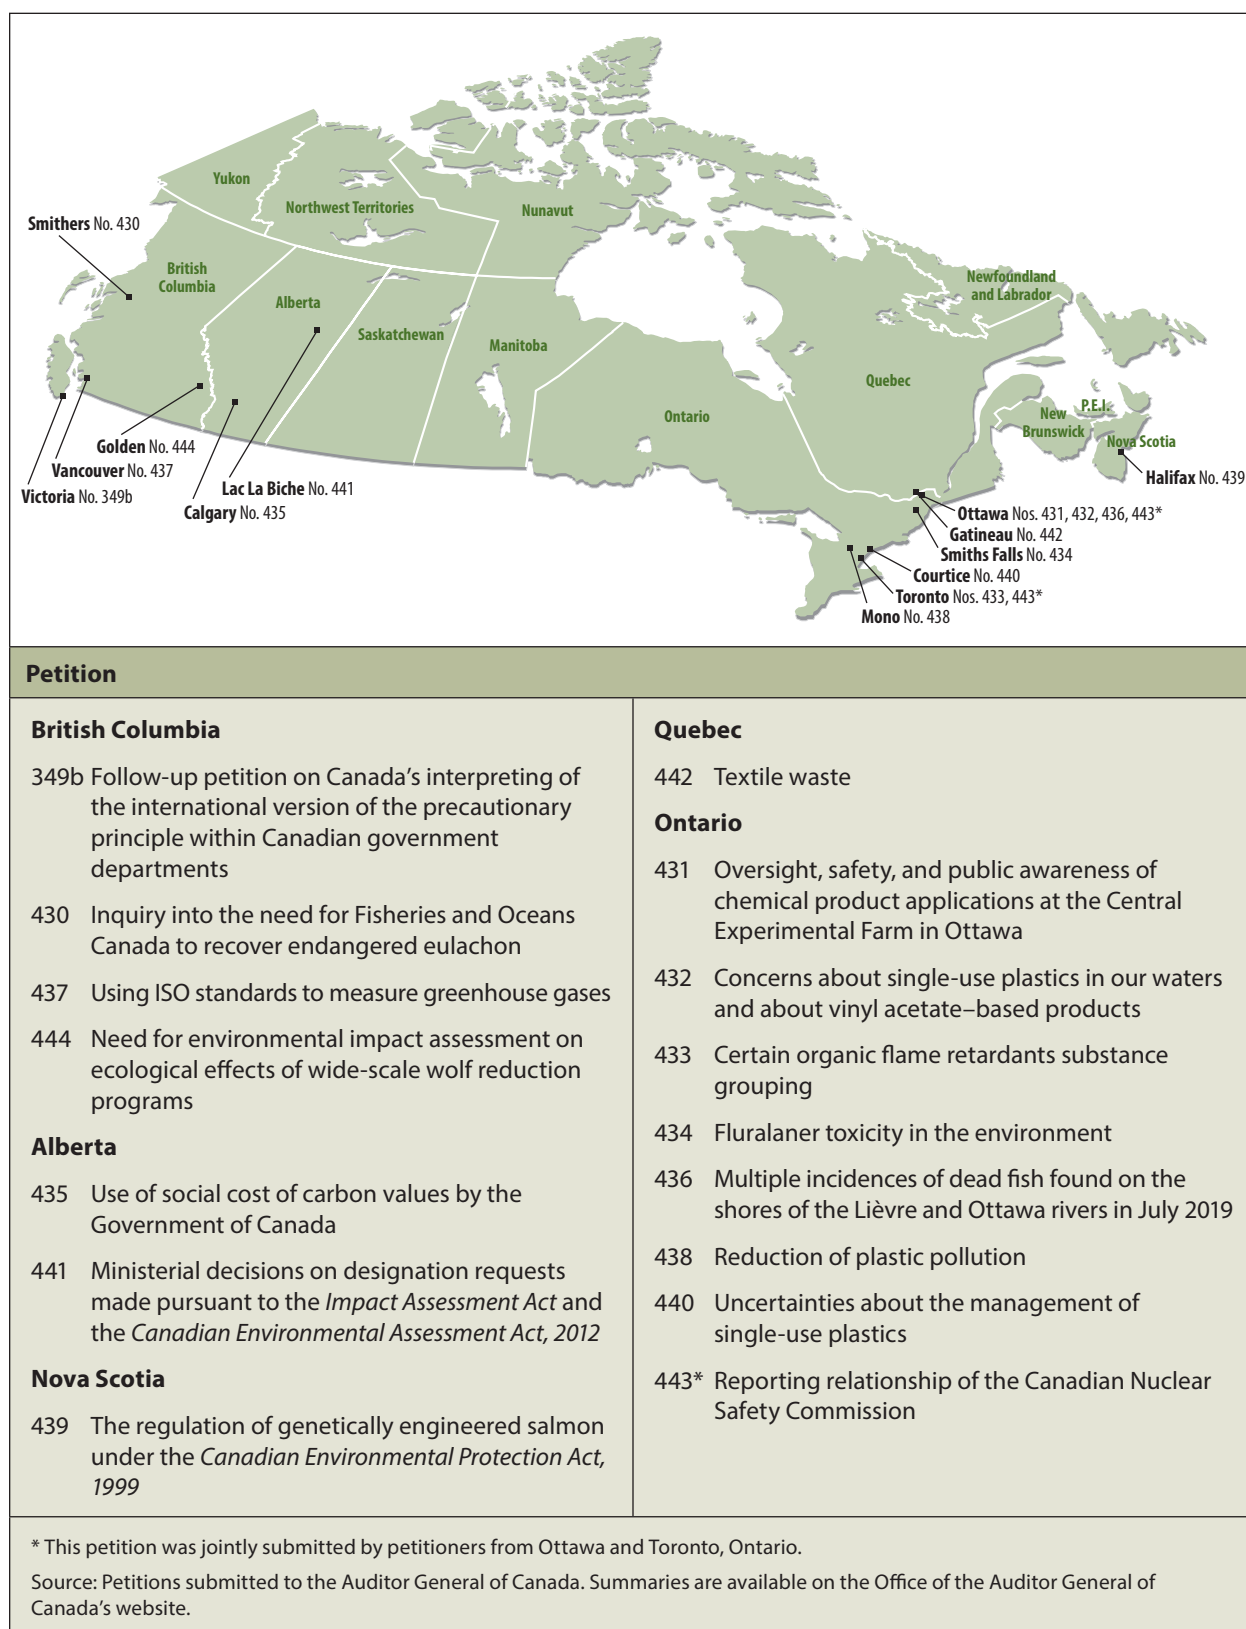 Yukon
Northwest Territories
Nunavut
Smithers No. 430
British
Columbia
Alberta
Saskatchewan
Manitoba
Newfoundland
and Labrador
Quebec
Ontario
New
Brunswick
P.E.I.
Nova Scotia
Golden No. 444
Vancouver No. 437
Victoria No. 349b
Lac La Biche No. 441
Calgary No. 435
Halifax No. 439
Ottawa Nos. 431, 432, 436, 443*
Gatineau No. 442
Smiths Falls No. 434
Courtice No. 440
Toronto Nos. 433, 443*
Mono No. 438
Petition
British Columbia
349b Follow-up petition on Canada’s interpreting of
the international version of the precautionary
principle within Canadian government
departments
430 Inquiry into the need for Fisheries and Oceans
Canada to recover endangered eulachon
437 Using ISO standards to measure greenhouse gases
444 Need for environmental impact assessment on
ecological effects of wide-scale wolf reduction
programs
Alberta
435 Use of social cost of carbon values by the
Government of Canada
441 Ministerial decisions on designation requests
made pursuant to the Impact Assessment Act and
the Canadian Environmental Assessment Act, 2012
Nova Scotia
439 The regulation of genetically engineered salmon
under the Canadian Environmental Protection Act,
1999
Quebec
442 Textile waste
Ontario
431 Oversight, safety, and public awareness of
chemical product applications at the Central
Experimental Farm in Ottawa
432 Concerns about single-use plastics in our waters
and about vinyl acetate–based products
433 Certain organic flame retardants substance
grouping
434 Fluralaner toxicity in the environment
436 Multiple incidences of dead fish found on the
shores of the Lièvre and Ottawa rivers in July 2019
438 Reduction of plastic pollution
440 Uncertainties about the management of
single-use plastics
443* Reporting relationship of the Canadian Nuclear
Safety Commission
* This petition was jointly submitted by petitioners from Ottawa and Toronto, Ontario.
Source: Petitions submitted to the Auditor General of Canada. Summaries are available on the Office of the Auditor General of
Canada’s website.